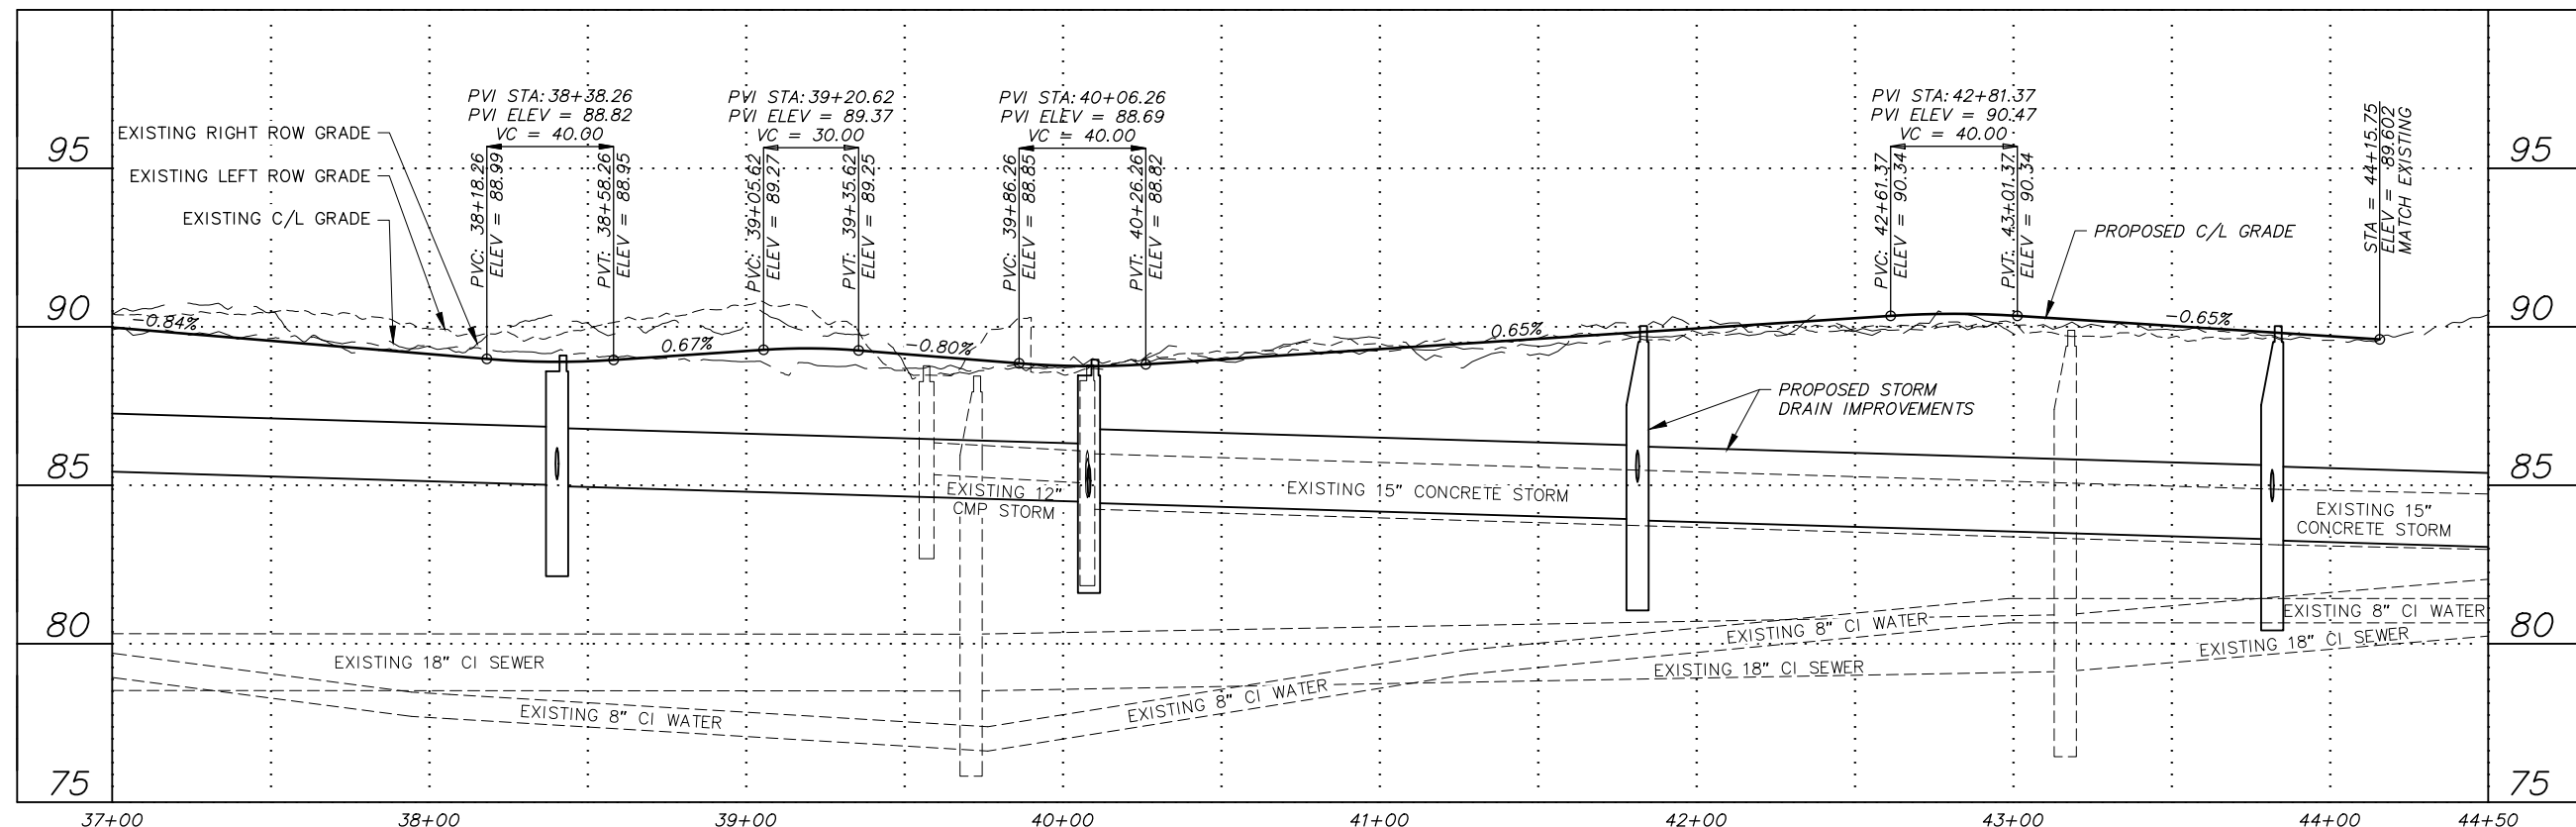 PVI STA: 38+38.26
PVI ELEV = 88.82
VC = 40.00
PVI STA: 39+20.62
PVI ELEV = 89.37
VC = 30.00
PVI STA: 40+06.26
PVI ELEV = 88.69
VC = 40.00
PVI STA: 42+81.37
PVI ELEV = 90.47
VC = 40.00
EXISTING RIGHT ROW GRADE
EXISTING LEFT ROW GRADE
EXISTING C/L GRADE
PVC: 38+18.26
ELEV = 88.99
PVT: 38+58.26
ELEV = 88.95
PVC: 39+05.62
ELEV = 89.27
PVT: 39+35.62
ELEV = 89.25
PVC: 39+86.26
ELEV = 88.85
PVT: 40+26.26
ELEV = 88.82
PVC: 42+61.37
ELEV = 90.34
PVT: 43+01.37
ELEV = 90.34
STA = 44+15.75
ELEV = 89.602
MATCH EXISTING
PROPOSED C/L GRADE
95
95
90
90
-0.84%
0.67%
-0.80%
0.65%
-0.65%
PROPOSED STORM
DRAIN IMPROVEMENTS
85
85
EXISTING 12"
CMP STORM
EXISTING 15" CONCRETE STORM
EXISTING 15"
CONCRETE STORM
80
80
EXISTING 18" CI SEWER
EXISTING 8" CI WATER
EXISTING 8" CI WATER
EXISTING 8" CI WATER
EXISTING 18" CI SEWER
EXISTING 8" CI WATER
EXISTING 18" CI SEWER
75
75
37+00
38+00
39+00
40+00
41+00
42+00
43+00
44+00
44+50